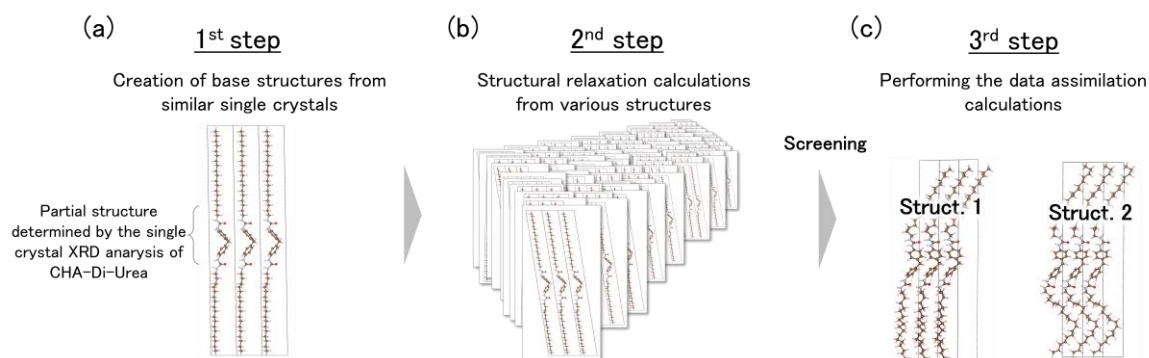 (a)
1st step
Creation of base structures from
similar single crystals
Partial structure
determined by the single
crystal XRD anarysis of
CHA-Di-Urea
(b)
2nd step
Structural relaxation calculations
from various structures
Screening
(c)
3rd step
Performing the data assimilation
calculations
Struct. 1
Struct. 2